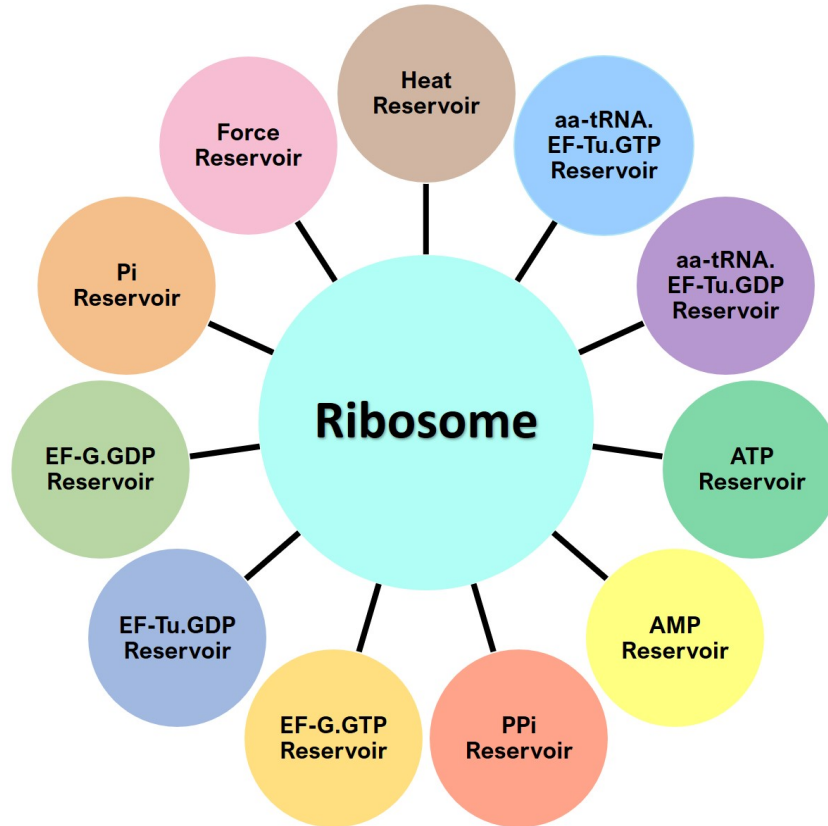 Heat
Reservoir
aa-tRNA.
EF-Tu.GTP
Reservoir
aa-tRNA.
EF-Tu.GDP
Reservoir
ATP
Reservoir
AMP
Reservoir
PPi
Reservoir
EF-G.GTP
Reservoir
EF-Tu.GDP
Reservoir
EF-G.GDP
Reservoir
Pi
Reservoir
Force
Reservoir
Ribosome